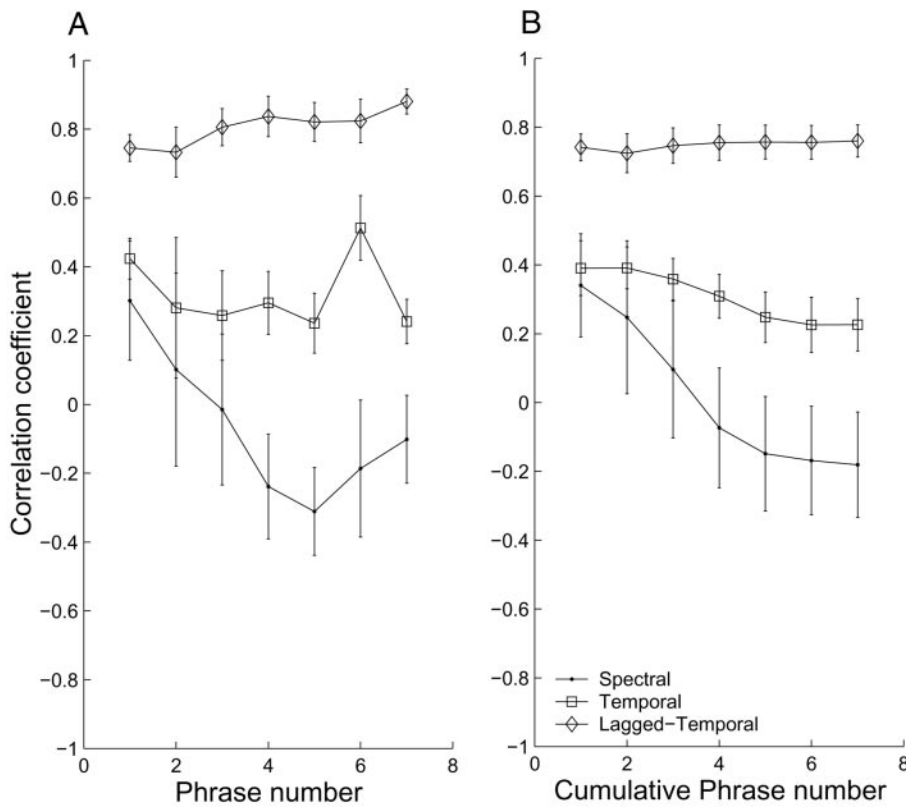 A
B
Correlation coefficient
1
0.8
0.6
0.4
0.2
0
−0.2
−0.4
−0.6
−0.8
−1
0 2 4 6 8
Phrase number
1
0.8
0.6
0.4
0.2
0
−0.2
−0.4
−0.6
−0.8
−1
Spectral
Temporal
Lagged−Temporal
0 2 4 6 8
Cumulative Phrase number